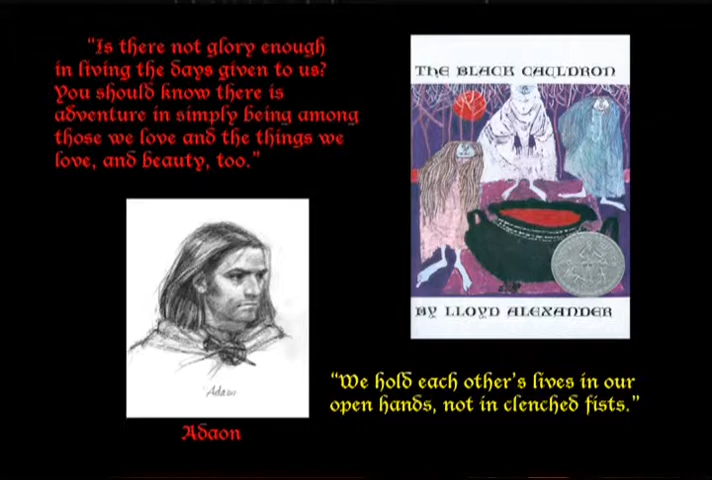 “Is there not glory enough
in living the days given to us?
You should know there is
adventure in simply being among
those we love and the things we
love, and beauty, too.”
THE BLACK CAULDRON
BY LLOYD ALEXANDER
Adaon
Adaon
“We hold each other’s lives in our
open hands, not in clenched fists.”